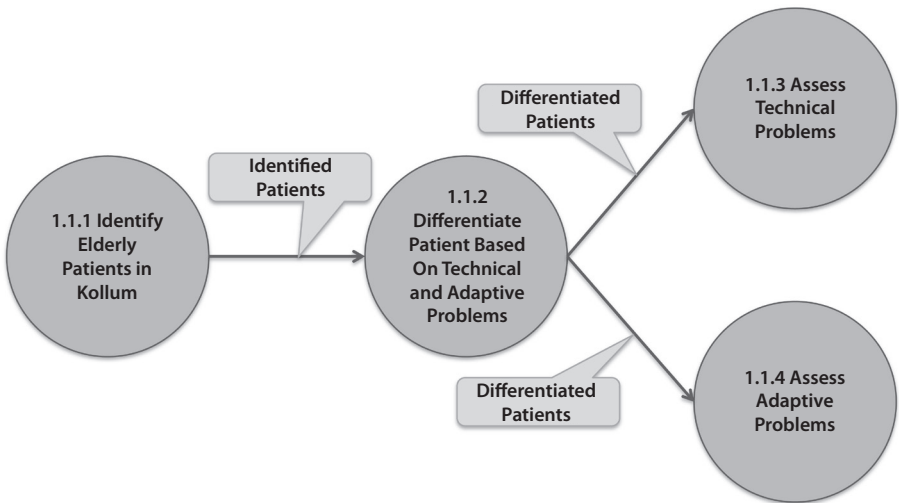 1.1.1 Identify
Elderly
Patients in
Kollum
Identified
Patients
1.1.2
Differentiate
Patient Based
On Technical
and Adaptive
Problems
Differentiated
Patients
1.1.3 Assess
Technical
Problems
Differentiated
Patients
1.1.4 Assess
Adaptive
Problems